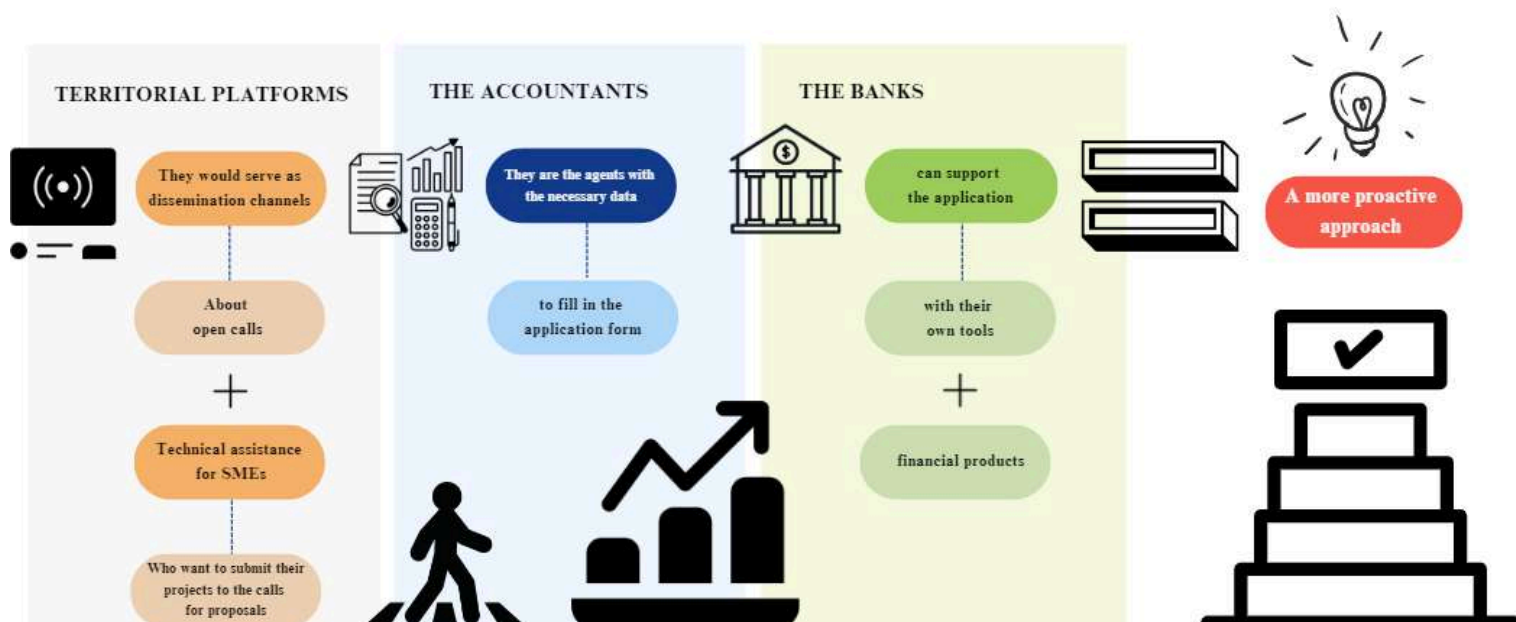 TERRITORIAL PLATFORMS
They would serve as
dissemination channels
About
open calls
+
Technical assistance
for SMEs
Who want to submit their
projects to the calls
for proposals
THE ACCOUNTANTS
They are the agents with
the necessary data
to fill in the
application form
THE BANKS
$
can support
the application
with their
own tools
+
financial products
A more proactive
approach